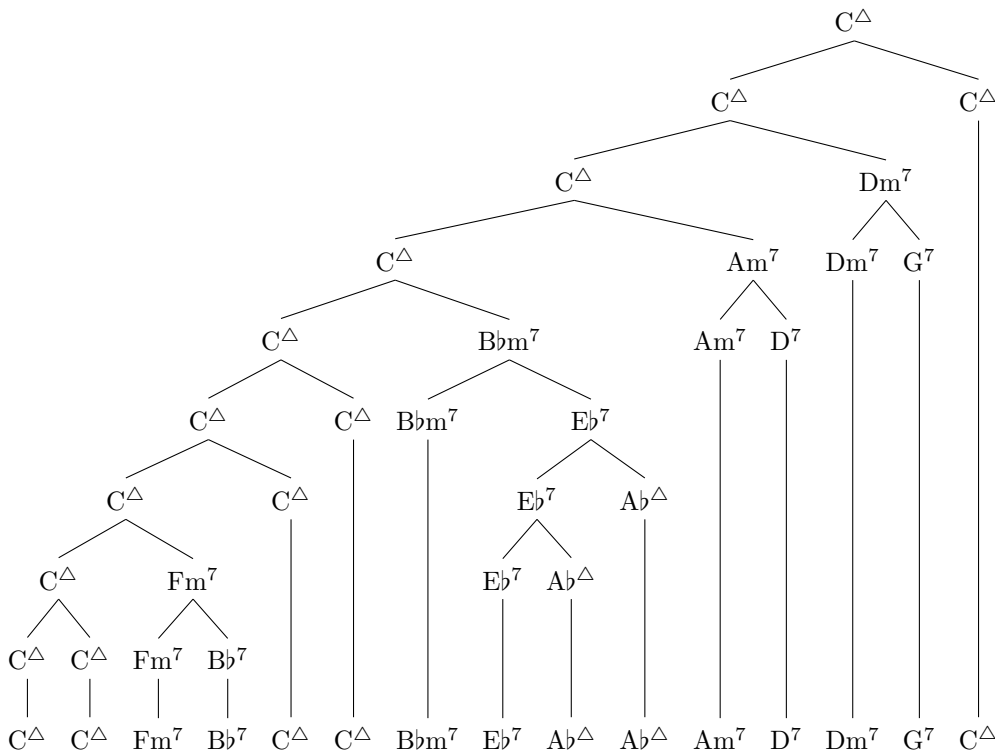 C△
C△ C△
C△ Dm⁷
C△ Am⁷ Dm⁷ G⁷
C△ B♭m⁷ Am⁷ D⁷
C△ C△ B♭m⁷ E♭⁷
C△ C△ E♭⁷ A♭△
C△ Fm⁷ E♭⁷ A♭△
C△ C△ Fm⁷ B♭⁷
C△ C△ Fm⁷ B♭⁷ C△ C△ B♭m⁷ E♭⁷ A♭△ A♭△ Am⁷ D⁷ Dm⁷ G⁷ C△